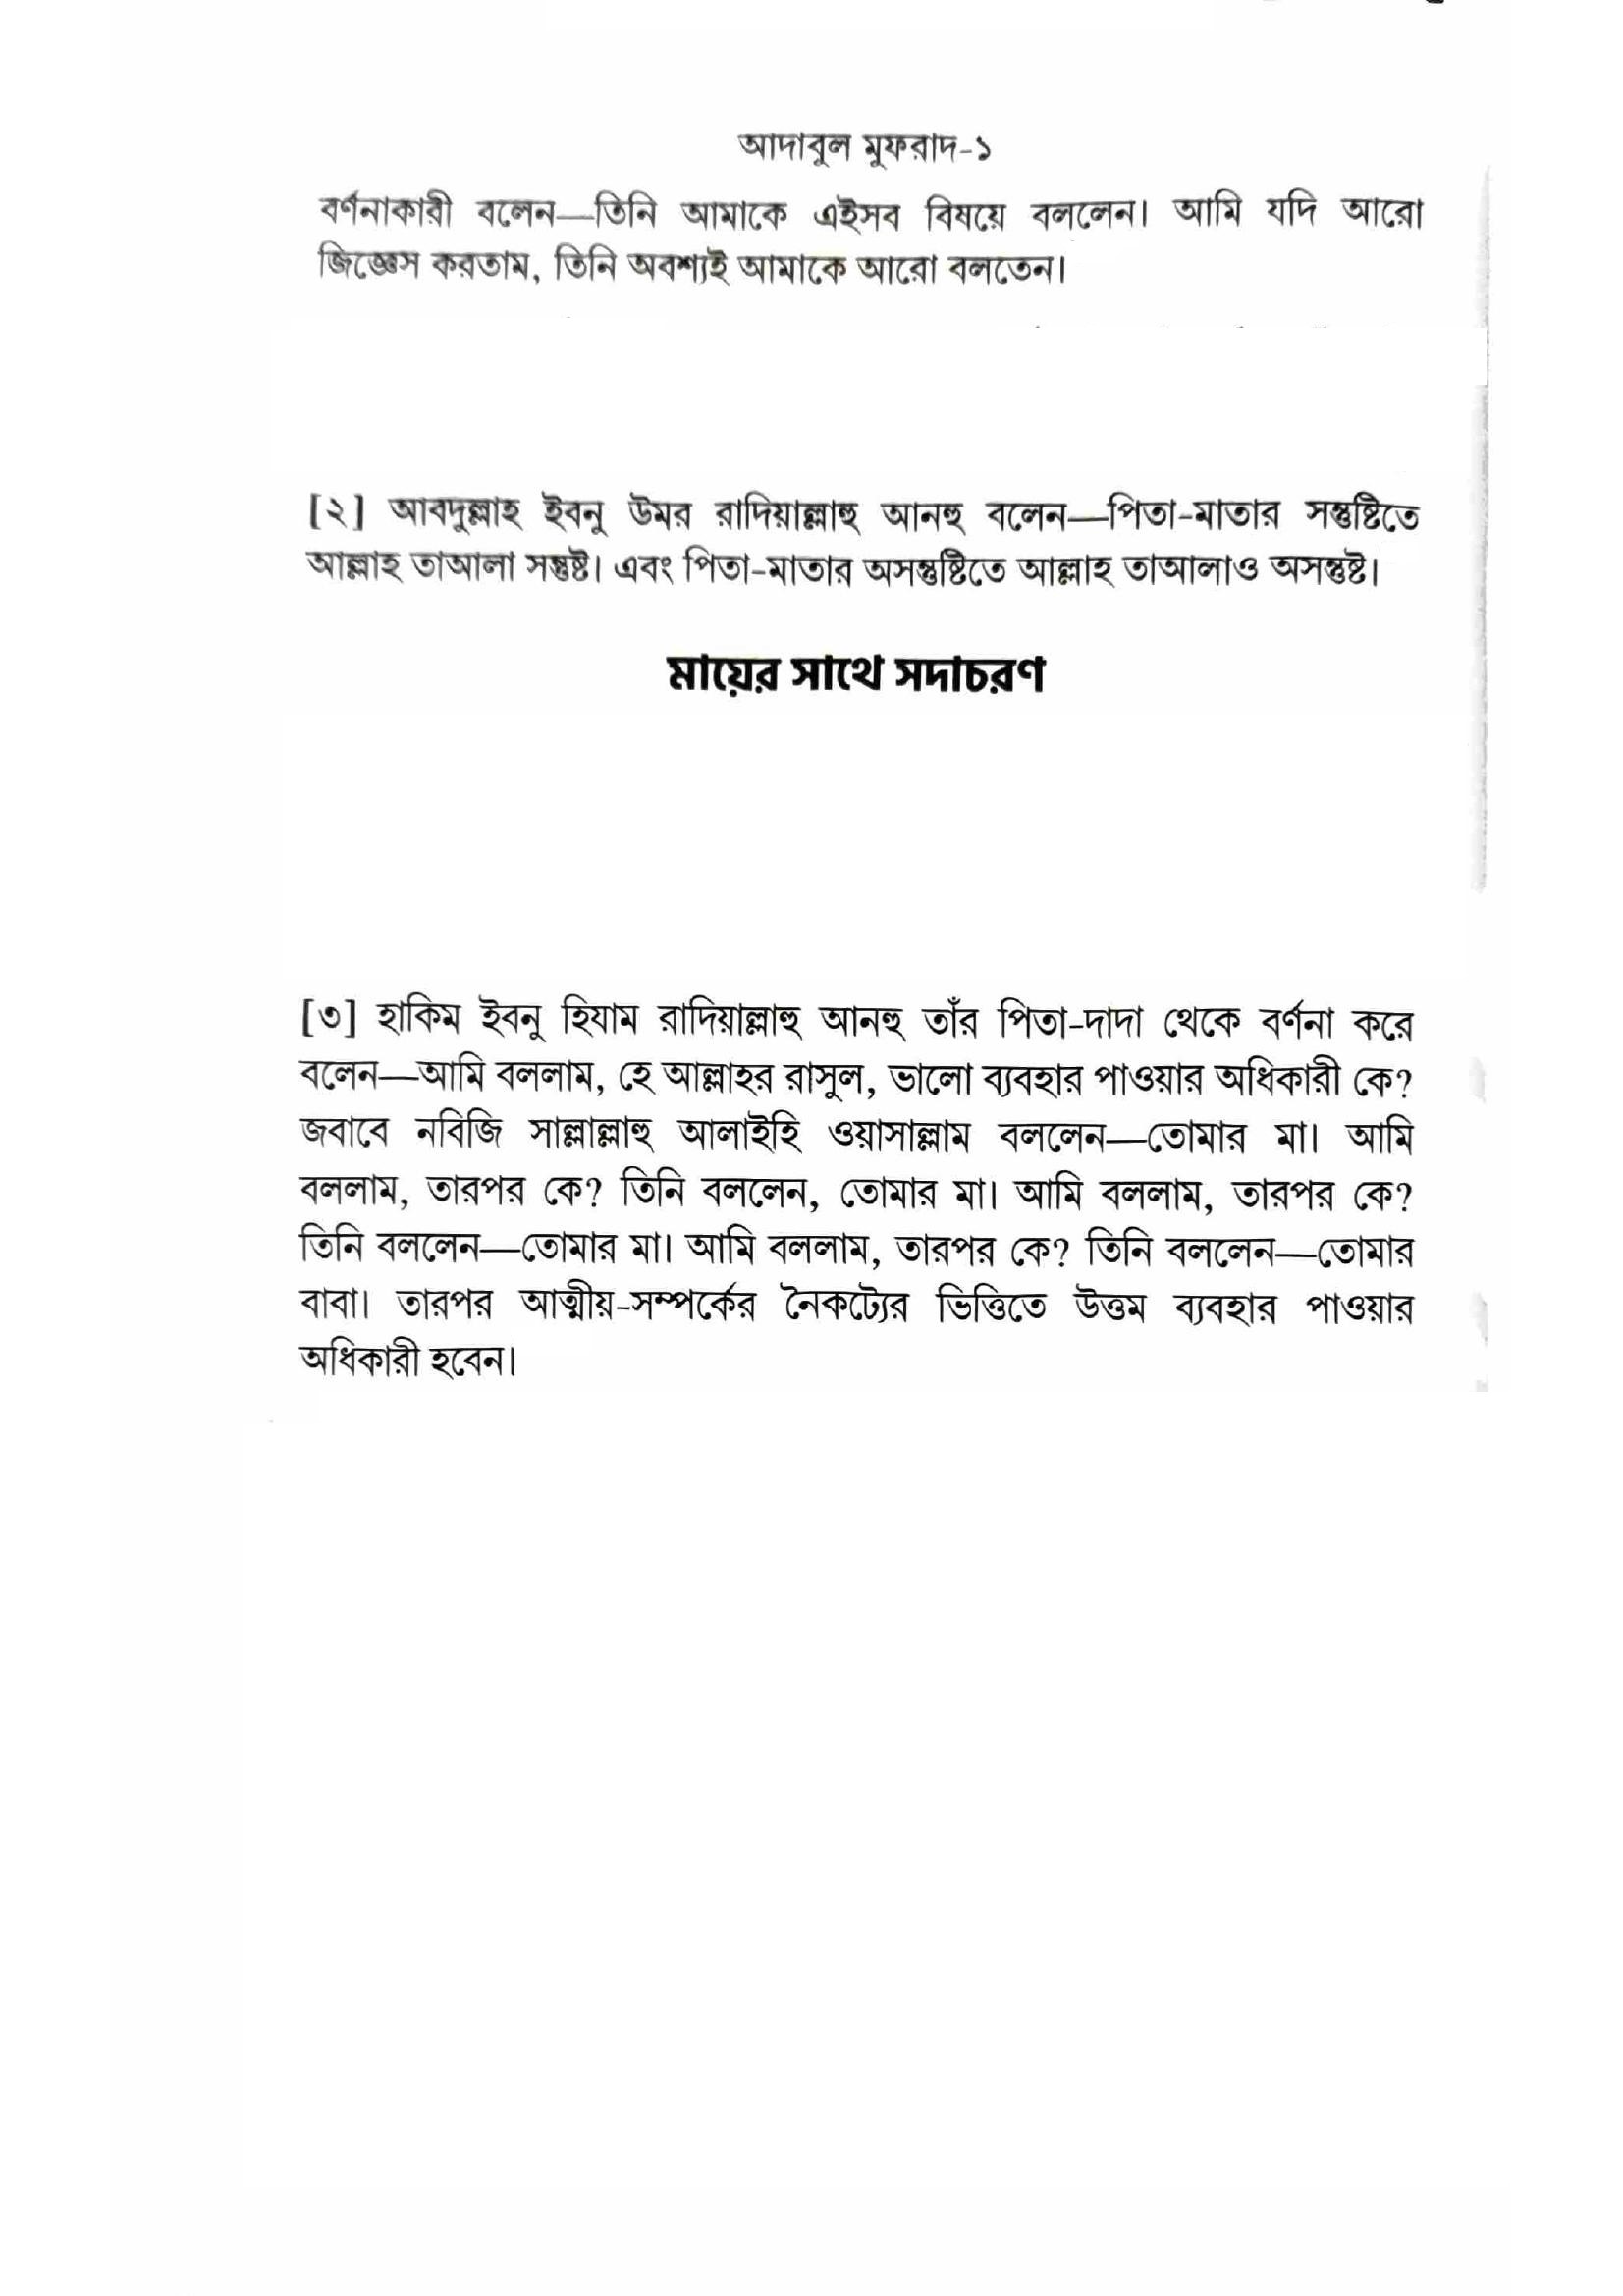 আদাবুল মুফরাদ-১
বর্ণনাকারী বলেন—তিনি আমাকে এইসব বিষয়ে বললেন। আমি যদি আরো
জিজ্ঞেস করতাম, তিনি অবশ্যই আমাকে আরো বলতেন।
[২] আবদুল্লাহ ইবনু উমর রাদিয়াল্লাহু আনহু বলেন—পিতা-মাতার সন্তুষ্টিতে
আল্লাহ তাআলা সন্তুষ্ট। এবং পিতা-মাতার অসন্তুষ্টিতে আল্লাহ তাআলাও অসন্তুষ্ট।
মায়ের সাথে সদাচরণ
[৩] হাকিম ইবনু হিযাম রাদিয়াল্লাহু আনহু তাঁর পিতা-দাদা থেকে বর্ণনা করে
বলেন—আমি বললাম, হে আল্লাহর রাসুল, ভালো ব্যবহার পাওয়ার অধিকারী কে?
জবাবে নবিজি সাল্লাল্লাহু আলাইহি ওয়াসাল্লাম বললেন—তোমার মা। আমি
বললাম, তারপর কে? তিনি বললেন, তোমার মা। আমি বললাম, তারপর কে?
তিনি বললেন—তোমার মা। আমি বললাম, তারপর কে? তিনি বললেন—তোমার
বাবা। তারপর আত্মীয়-সম্পর্কের নৈকট্যের ভিত্তিতে উত্তম ব্যবহার পাওয়ার
অধিকারী হবেন।